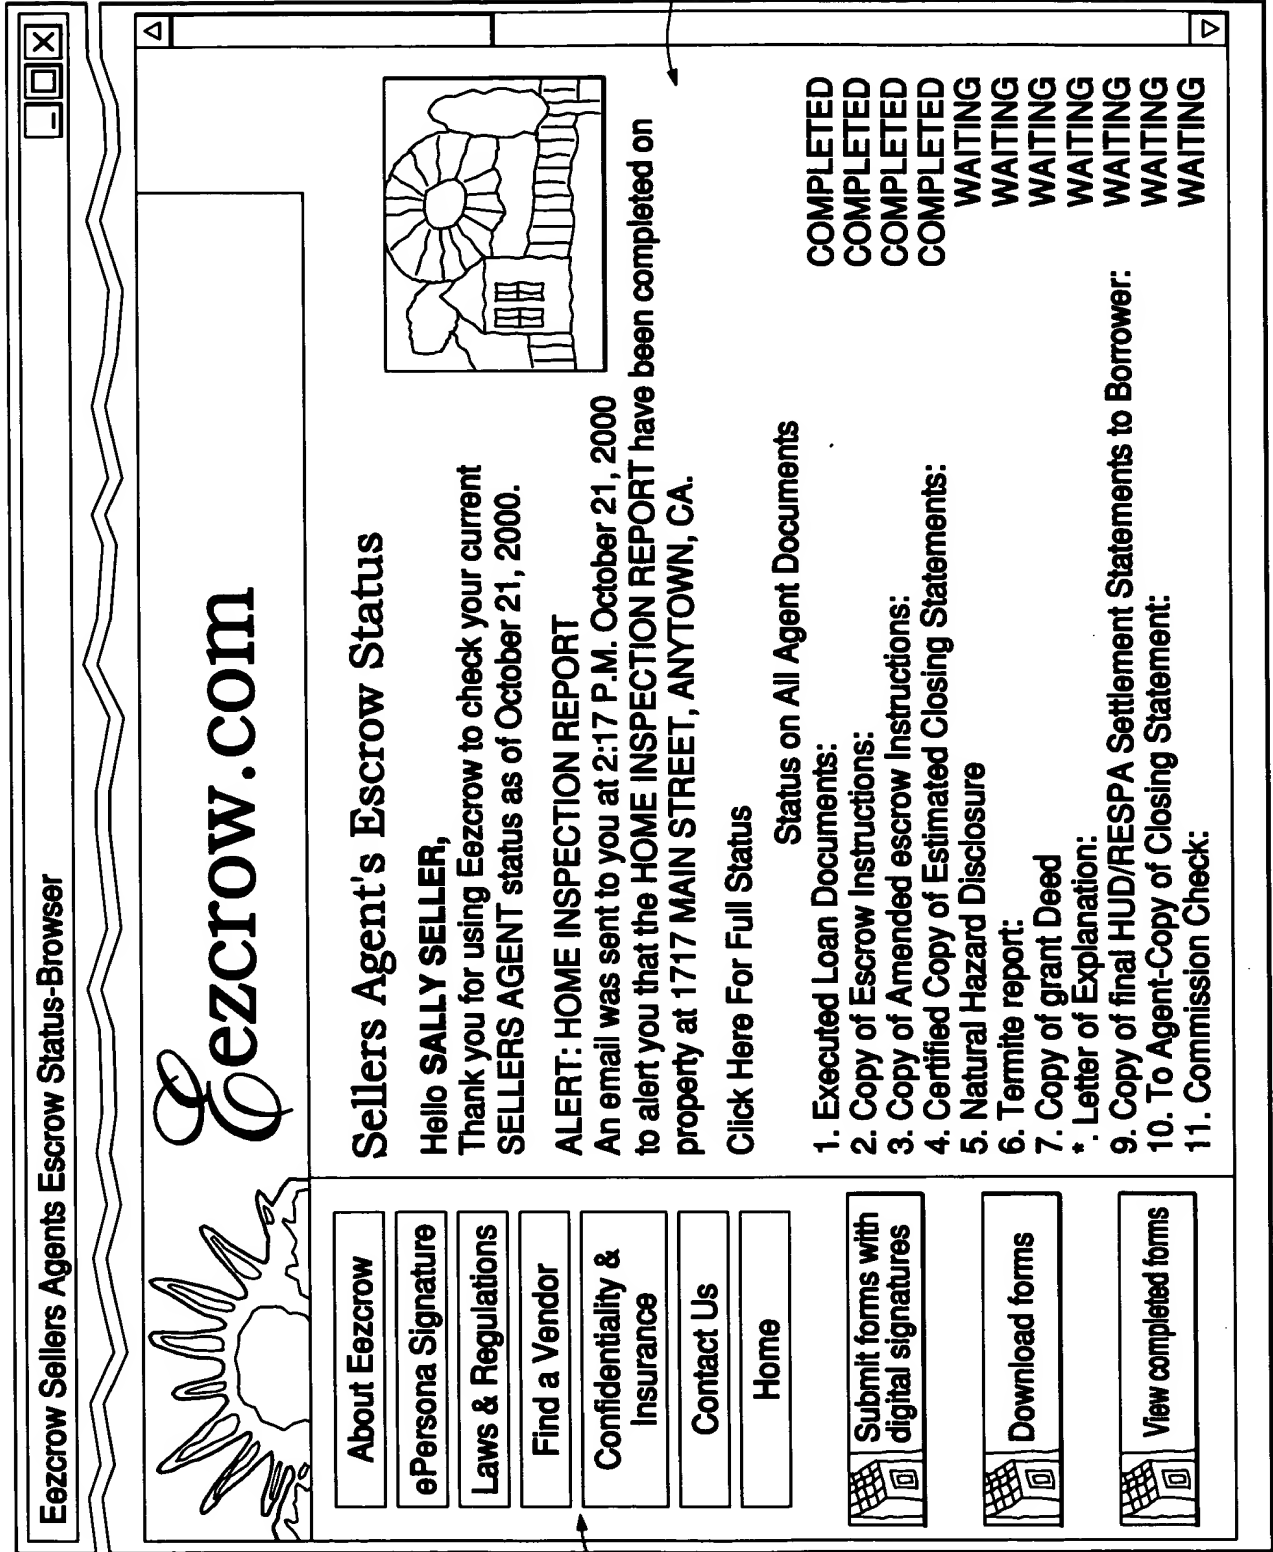 Eezcrow Sellers Agents Escrow Status-Browser
Eezcrow.com
About Eezcrow
ePersona Signature
Laws & Regulations
Find a Vendor
Confidentiality &
Insurance
Contact Us
Home
Submit forms with
digital signatures
Download forms
View completed forms
Sellers Agent's Escrow Status
Hello SALLY SELLER,
Thank you for using Eezcrow to check your current
SELLERS AGENT status as of October 21, 2000.
ALERT: HOME INSPECTION REPORT
An email was sent to you at 2:17 P.M. October 21, 2000
to alert you that the HOME INSPECTION REPORT have been completed on
property at 1717 MAIN STREET, ANYTOWN, CA.
Click Here For Full Status
Status on All Agent Documents
1. Executed Loan Documents: COMPLETED
2. Copy of Escrow Instructions: COMPLETED
3. Copy of Amended escrow Instructions: COMPLETED
4. Certified Copy of Estimated Closing Statements: COMPLETED
5. Natural Hazard Disclosure WAITING
6. Termite report: WAITING
7. Copy of grant Deed WAITING
*. Letter of Explanation: WAITING
9. Copy of final HUD/RESPA Settlement Statements to Borrower: WAITING
10. To Agent-Copy of Closing Statement: WAITING
11. Commission Check: WAITING